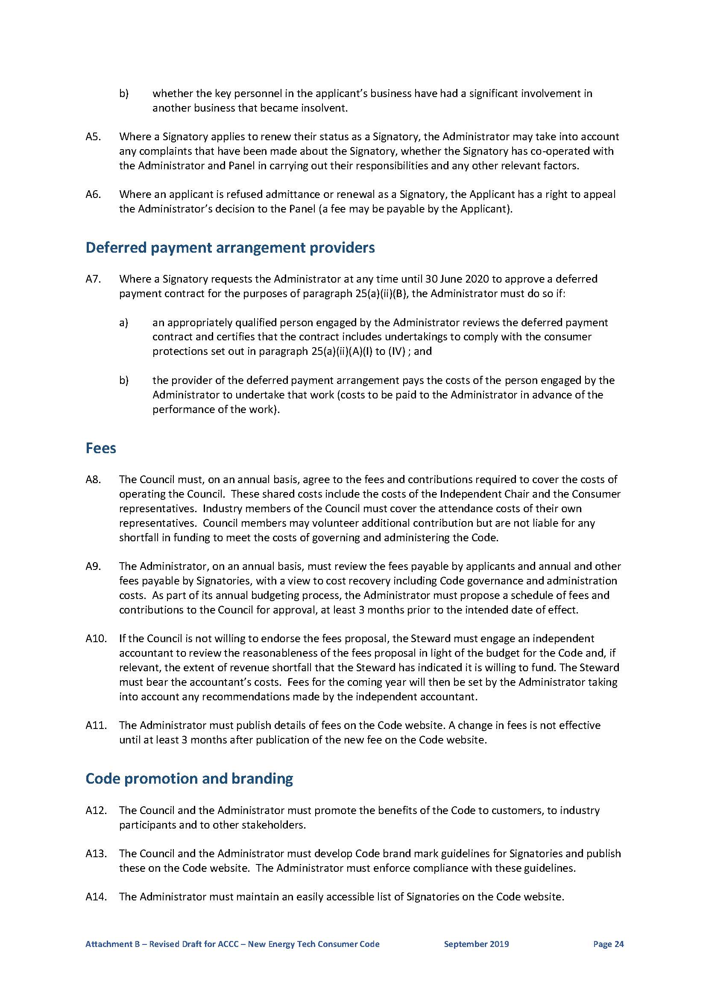 b) whether the key personnel in the applicant’s business have had a significant involvement in
another business that became insolvent.
A5. Where a Signatory applies to renew their status as a Signatory, the Administrator may take into account
any complaints that have been made about the Signatory, whether the Signatory has co-operated with
the Administrator and Panel in carrying out their responsibilities and any other relevant factors.
A6. Where an applicant is refused admittance or renewal as a Signatory, the Applicant has a right to appeal
the Administrator’s decision to the Panel (a fee may be payable by the Applicant).
Deferred payment arrangement providers
A7. Where a Signatory requests the Administrator at any time until 30 June 2020 to approve a deferred
payment contract for the purposes of paragraph 25(a)(ii)(B), the Administrator must do so if:
a) an appropriately qualified person engaged by the Administrator reviews the deferred payment
contract and certifies that the contract includes undertakings to comply with the consumer
protections set out in paragraph 25(a)(ii)(A)(I) to (IV) ; and
b) the provider of the deferred payment arrangement pays the costs of the person engaged by the
Administrator to undertake that work (costs to be paid to the Administrator in advance of the
performance of the work).
Fees
A8. The Council must, on an annual basis, agree to the fees and contributions required to cover the costs of
operating the Council.  These shared costs include the costs of the Independent Chair and the Consumer
representatives.  Industry members of the Council must cover the attendance costs of their own
representatives.  Council members may volunteer additional contribution but are not liable for any
shortfall in funding to meet the costs of governing and administering the Code.
A9. The Administrator, on an annual basis, must review the fees payable by applicants and annual and other
fees payable by Signatories, with a view to cost recovery including Code governance and administration
costs.  As part of its annual budgeting process, the Administrator must propose a schedule of fees and
contributions to the Council for approval, at least 3 months prior to the intended date of effect.
A10. If the Council is not willing to endorse the fees proposal, the Steward must engage an independent
accountant to review the reasonableness of the fees proposal in light of the budget for the Code and, if
relevant, the extent of revenue shortfall that the Steward has indicated it is willing to fund. The Steward
must bear the accountant’s costs.  Fees for the coming year will then be set by the Administrator taking
into account any recommendations made by the independent accountant.
A11. The Administrator must publish details of fees on the Code website. A change in fees is not effective
until at least 3 months after publication of the new fee on the Code website.
Code promotion and branding
A12. The Council and the Administrator must promote the benefits of the Code to customers, to industry
participants and to other stakeholders.
A13. The Council and the Administrator must develop Code brand mark guidelines for Signatories and publish
these on the Code website.  The Administrator must enforce compliance with these guidelines.
A14. The Administrator must maintain an easily accessible list of Signatories on the Code website.
Attachment B – Revised Draft for ACCC – New Energy Tech Consumer Code September 2019 Page 24